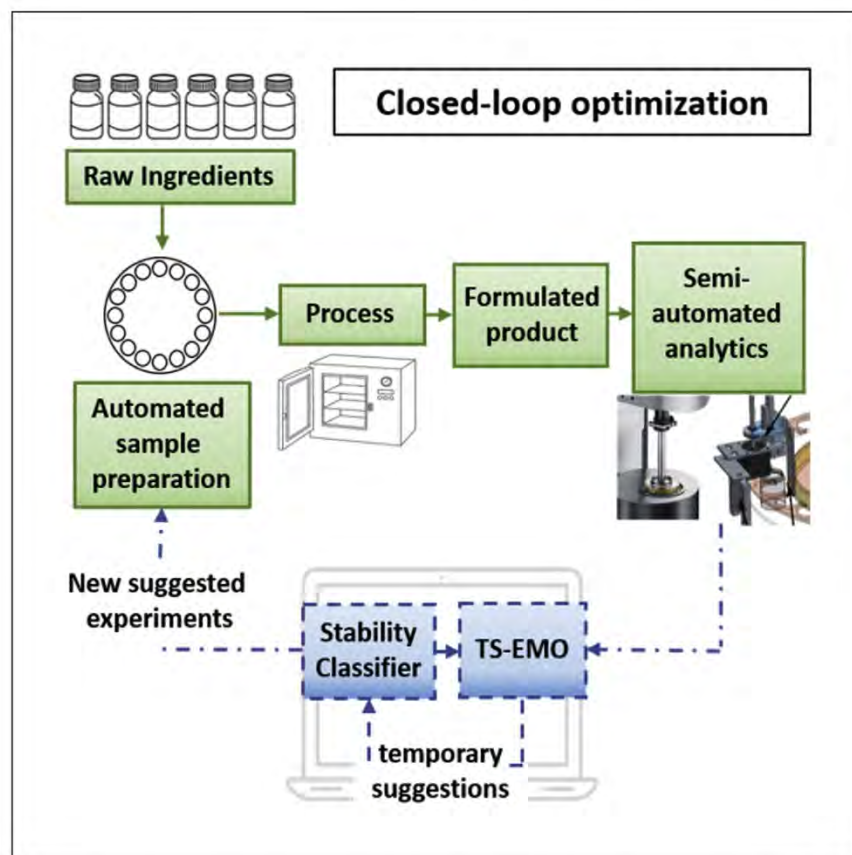 Closed-loop optimization
Raw Ingredients
Process
Formulated
product
Semi-
automated
analytics
Automated
sample
preparation
New suggested
experiments
Stability
Classifier
TS-EMO
temporary
suggestions